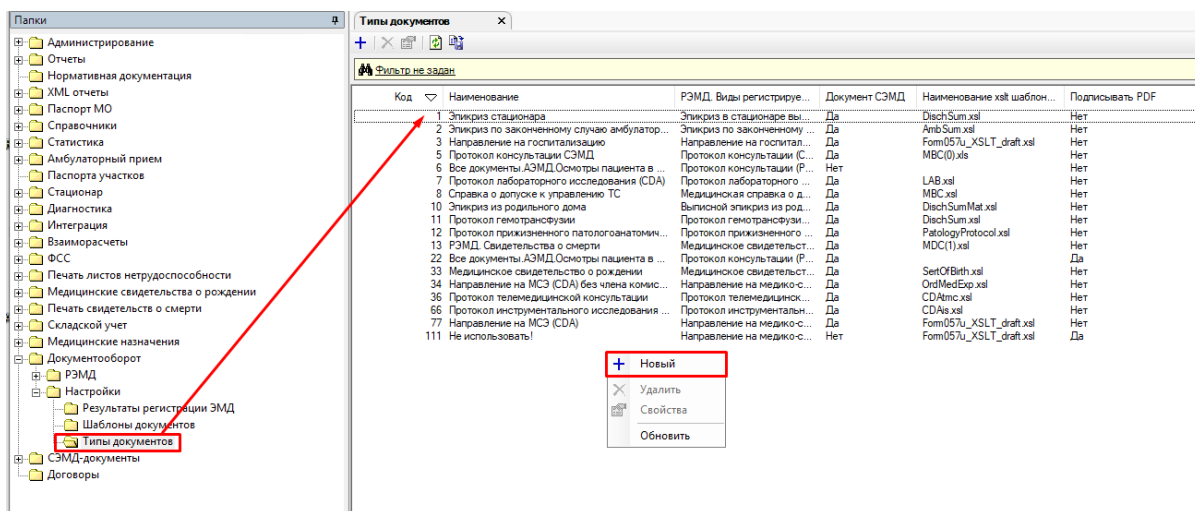 Папки
Администрирование
Отчеты
Нормативная документация
XML отчеты
Паспорт МО
Справочники
Статистика
Амбулаторный прием
Паспорта участков
Стационар
Диагностика
Интеграция
Взаиморасчеты
ФСС
Печать листов нетрудоспособности
Медицинские свидетельства о рождении
Печать свидетельств о смерти
Складской учет
Медицинские назначения
Документооборот
РЭМД
Настройки
Результаты регистрации ЭМД
Шаблоны документов
Типы документов
СЭМД-документы
Договоры
Типы документов
Фильтр не задан
Код Наименование РЭМД. Виды регистрируе... Документ СЭМД Наименование xslt шаблон... Подписывать PDF
1 Эпикриз стационара Эпикриз в стационаре вы... Да DischSum.xsl Нет
2 Эпикриз по законченному случаю амбулатор... Эпикриз по законченному ... Да AmbSum.xsl Нет
3 Направление на госпитализацию Направление на госпитал... Да Form057u_XSLT_draft.xsl Нет
5 Протокол консультации СЭМД Протокол консультации (С... Да MBC(0).xls Нет
6 Все документы.АЭМД.Осмотры пациента в ... Протокол консультации (Р... Нет Нет
7 Протокол лабораторного исследования (CDA) Протокол лабораторного ... Да LAB.xsl Нет
8 Справка о допуске к управлению ТС Медицинская справка о д... Да MBC.xsl Нет
10 Эпикриз из родильного дома Выписной эпикриз из род... Да DischSumMat.xsl Нет
11 Протокол гемотрансфузии Протокол гемотрансфузи... Да DischSum.xsl Нет
12 Протокол прижизненного патологоанатомич... Протокол прижизненного ... Да PatologyProtocol.xsl Нет
13 РЭМД. Свидетельства о смерти Медицинское свидетельст... Да MDC(1).xsl Нет
22 Все документы.АЭМД.Осмотры пациента в ... Протокол консультации (Р... Да Да
33 Медицинское свидетельство о рождении Медицинское свидетельст... Да SertOfBirth.xsl Нет
34 Направление на МСЭ (CDA) без члена комис... Направление на медико-с... Да OrdMedExp.xsl Нет
36 Протокол телемедицинской консультации Протокол телемедицинск... Да CDAtmc.xsl Нет
66 Протокол инструментального исследования ... Протокол инструментальн... Да CDAis.xsl Нет
77 Направление на МСЭ (CDA) Направление на медико-с... Да Form057u_XSLT_draft.xsl Нет
111 Не использовать! Направление на медико-с... Нет Form057u_XSLT_draft.xsl Да
Новый
Удалить
Свойства
Обновить